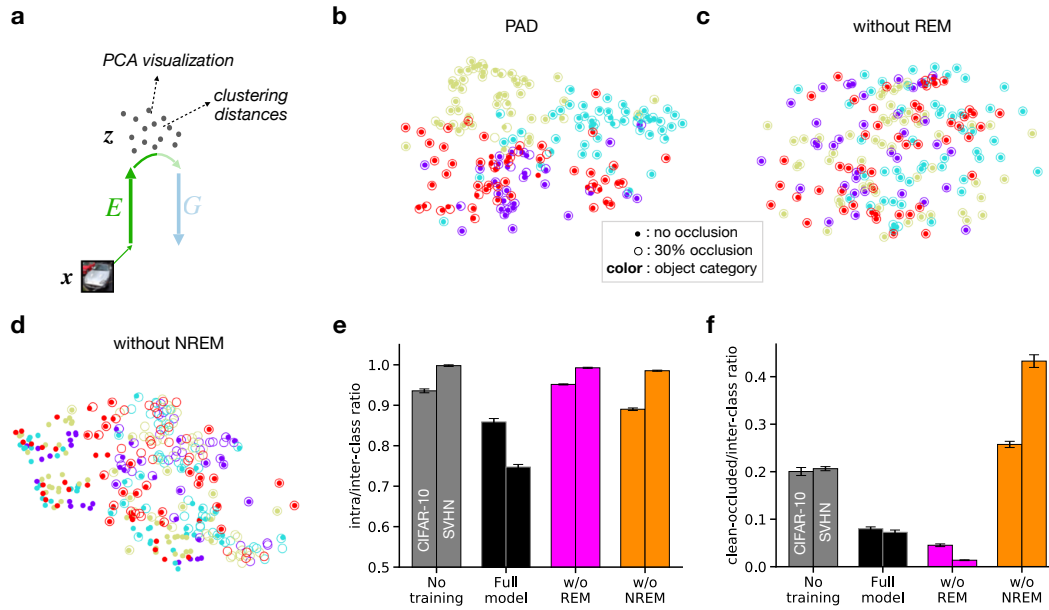 a
PCA visualization
clustering
distances
z
E
G
x
b
PAD
c
without REM
• : no occlusion
○ : 30% occlusion
color : object category
d
without NREM
e
intra/inter-class ratio
1.0
0.9
0.8
0.7
0.6
0.5
CIFAR-10
SVHN
No
training
Full
model
w/o
REM
w/o
NREM
f
clean-occluded/inter-class ratio
0.4
0.3
0.2
0.1
0.0
CIFAR-10
SVHN
No
training
Full
model
w/o
REM
w/o
NREM